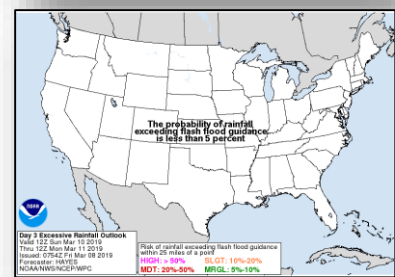 The probability of rainfall
exceeding flash flood guidance
is less than 5 percent
NOAA
Day 3 Excessive Rainfall Outlook
Valid 12Z Sun Mar 10 2019
Thru 12Z Mon Mar 11 2019
Issued: 0754Z Fri Mar 08 2019
Forecaster: HAYES
NOAA/NWS/NCEP/WPC
Risk of rainfall exceeding flash flood guidance
within 25 miles of a point
HIGH: > 50% SLGT: 10%-20%
MDT: 20%-50% MRGL: 5%-10%